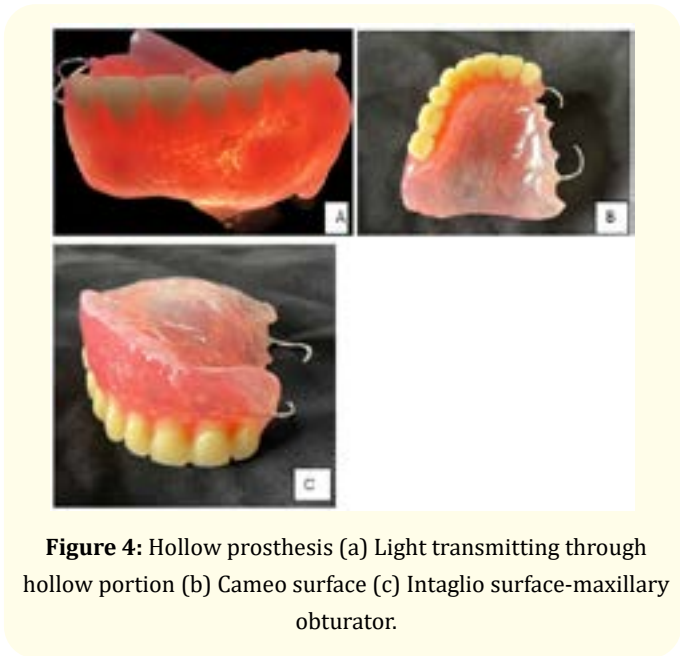 A
B
C
Figure 4: Hollow prosthesis (a) Light transmitting through
hollow portion (b) Cameo surface (c) Intaglio surface-maxillary
obturator.